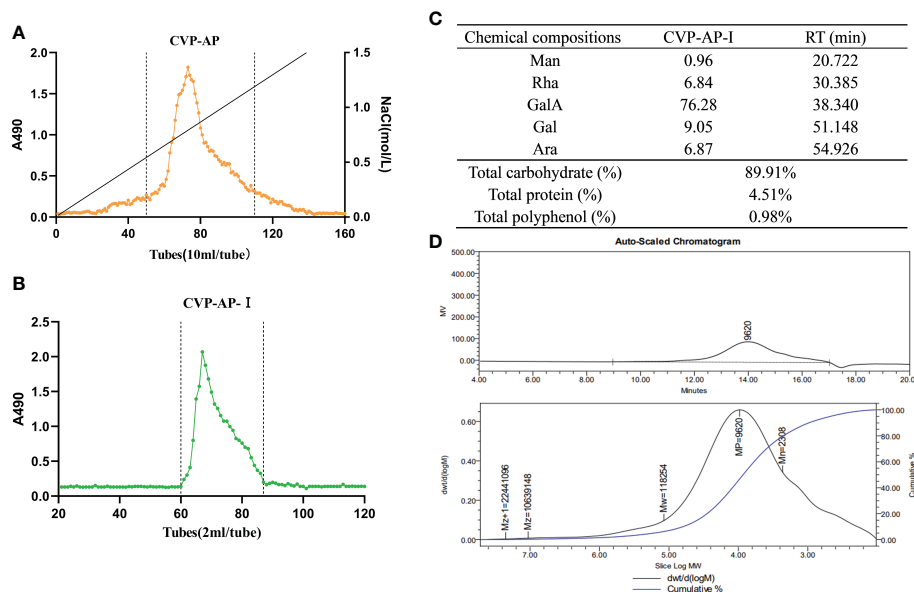 A
CVP-AP
2.0
1.5
1.0
0.5
0.0
A490
1.5
1.0
0.5
0.0
NaCl(mol/L)
0
40
80
120
160
Tubes(10ml/tube)
B
CVP-AP-Ⅰ
2.5
2.0
1.5
1.0
0.5
0.0
A490
20
40
60
80
100
120
Tubes(2ml/tube)
C
Chemical compositions CVP-AP-I RT (min)
Man 0.96 20.722
Rha 6.84 30.385
GalA 76.28 38.340
Gal 9.05 51.148
Ara 6.87 54.926
Total carbohydrate (%) 89.91%
Total protein (%) 4.51%
Total polyphenol (%) 0.98%
D
Auto-Scaled Chromatogram
500.00
400.00
300.00
200.00
100.00
0.00
MV
9620
4.00
6.00
8.00
10.00
12.00
14.00
16.00
18.00
20.0
Minutes
0.60
0.40
0.20
0.00
dwt/d(logM)
Mz+1=22441096
Mz=10639148
Mw=118254
MP=9620
Mn=2308
100.00
80.00
60.00
40.00
20.00
0.00
Cumulative %
7.00
6.00
5.00
4.00
3.00
Slice Log MW
dwt/d(logM)
Cumulative %